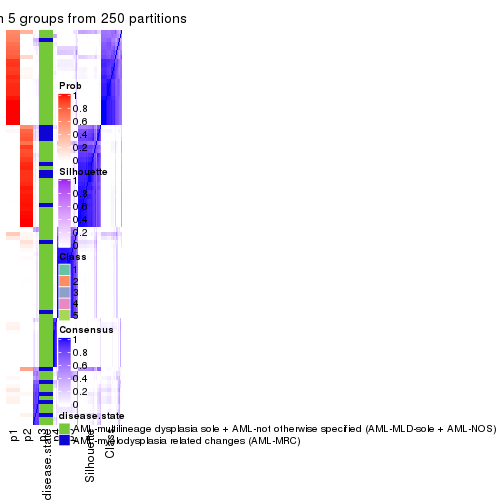 n 5 groups from 250 partitions
Prob
1
0.8
0.6
0.4
0.2
0
Silhouette
1
0.8
0.6
0.4
0.2
0
Class
1
2
3
4
5
Consensus
1
0.8
0.6
0.4
0.2
0
disease.state
AML-multilineage dysplasia sole + AML-not otherwise specified (AML-MLD-sole + AML-NOS)
AML-myelodysplasia related changes (AML-MRC)
p1
p2
disease.state
Silhouette
Class